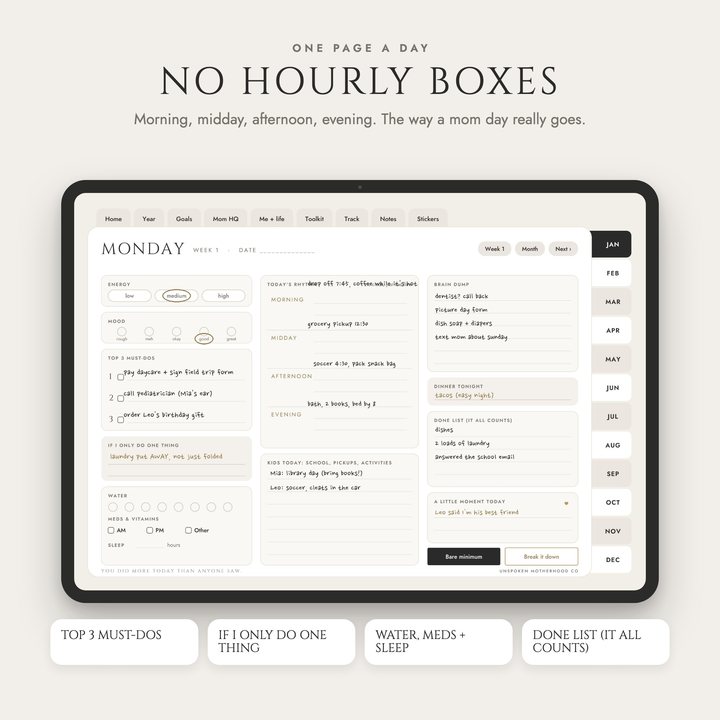 ONE PAGE A DAY
NO HOURLY BOXES
Morning, midday, afternoon, evening. The way a mom day really goes.
Home Year Goals Mom HQ Me + life Toolkit Track Notes Stickers
MONDAY WEEK 1 · DATE
Week 1 Month Next ›
ENERGY
low medium high
MOOD
rough meh okay good great
TOP 3 MUST-DOS
1 pay daycare + sign field trip form
2 call pediatrician (Mia's ear)
3 order Leo's birthday gift
IF I ONLY DO ONE THING
laundry put AWAY, not just folded
WATER
MEDS & VITAMINS
AM PM Other
SLEEP hours
YOU DID MORE TODAY THAN ANYONE SAW.
TODAY'S RHYTHM
drop off 7:45, coffee while it's hot
MORNING
grocery pickup 12:30
MIDDAY
soccer 4:30, pack snack bag
AFTERNOON
bath, 2 books, bed by 8
EVENING
KIDS TODAY: SCHOOL, PICKUPS, ACTIVITIES
Mia: library day (bring books!)
Leo: soccer, cleats in the car
BRAIN DUMP
dentist? call back
picture day form
dish soap + diapers
text mom about sunday
DINNER TONIGHT
tacos (easy night)
DONE LIST (IT ALL COUNTS)
dishes
2 loads of laundry
answered the school email
A LITTLE MOMENT TODAY
Leo said i'm his best friend
Bare minimum Break it down
UNSPOKEN MOTHERHOOD CO
JAN
FEB
MAR
APR
MAY
JUN
JUL
AUG
SEP
OCT
NOV
DEC
TOP 3 MUST-DOS
IF I ONLY DO ONE
THING
WATER, MEDS +
SLEEP
DONE LIST (IT ALL
COUNTS)